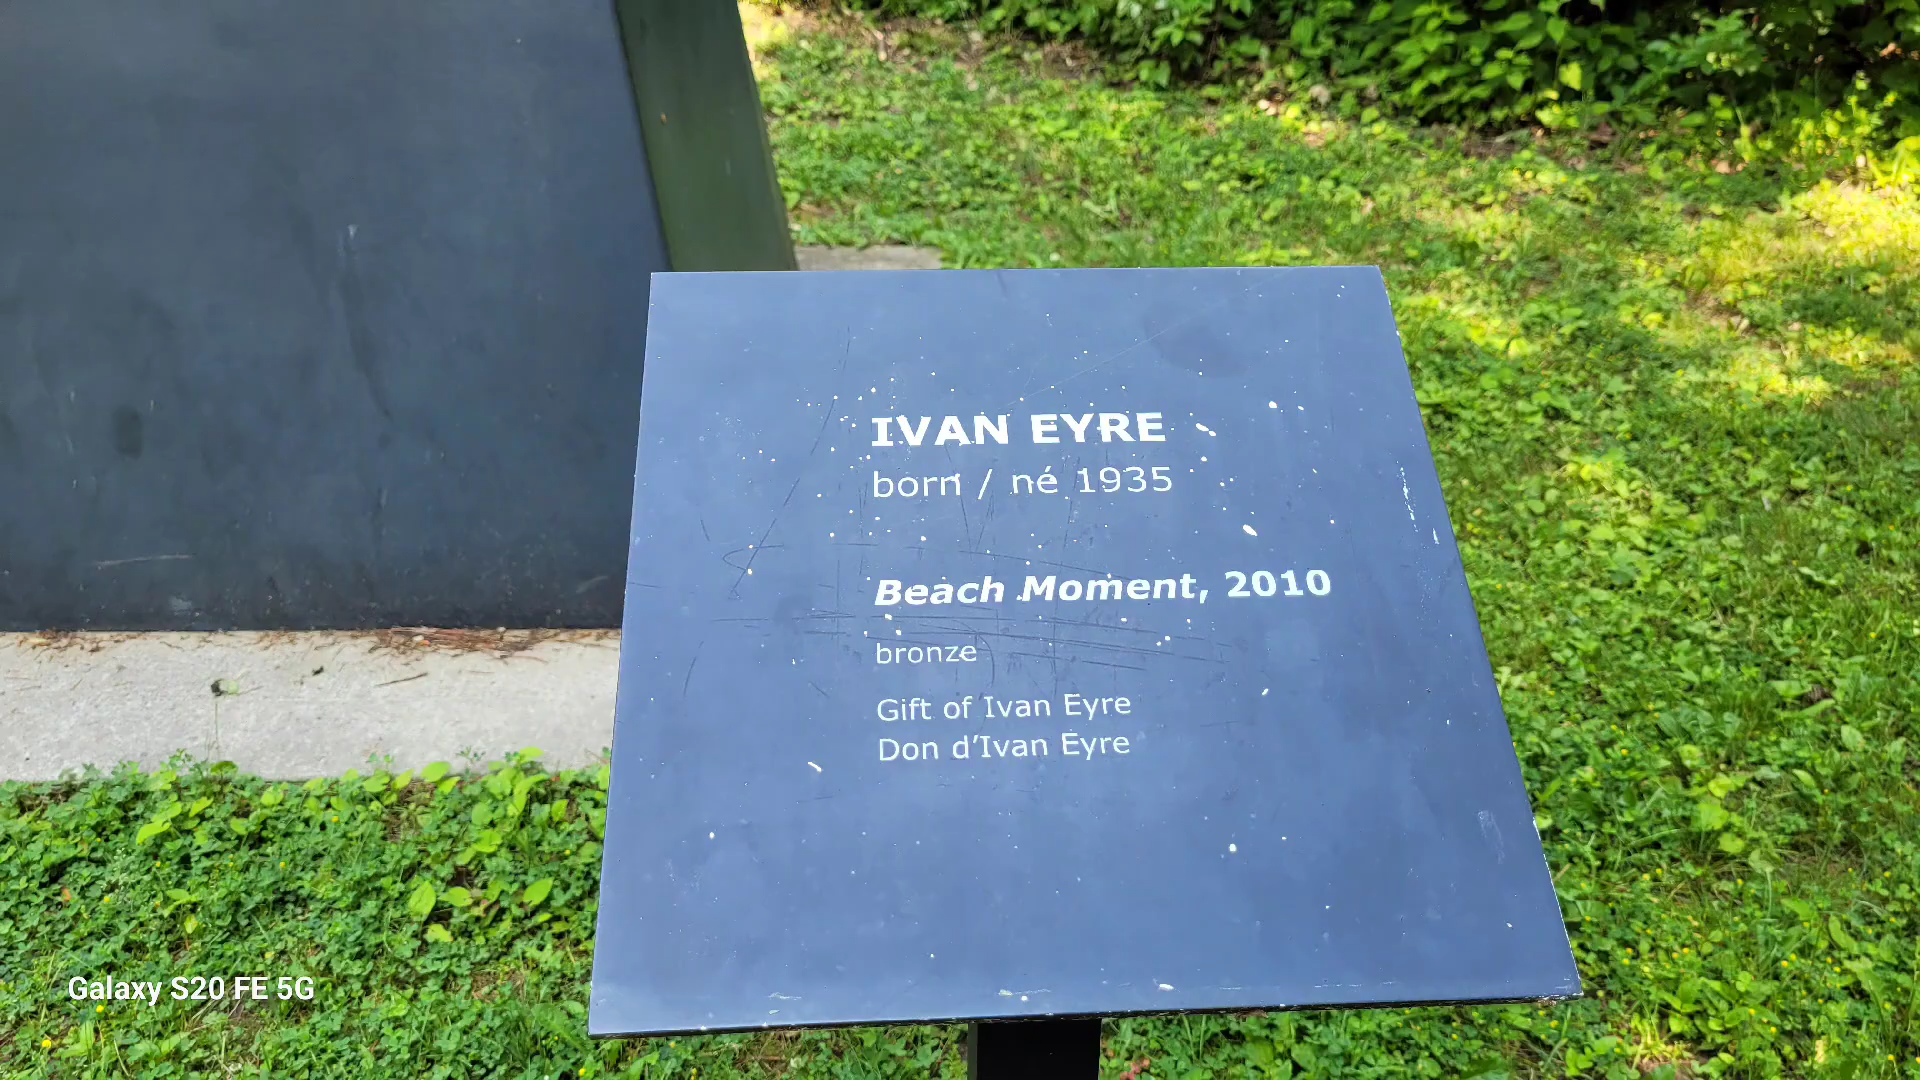 IVAN EYRE
born / né 1935
Beach Moment, 2010
bronze
Gift of Ivan Eyre
Don d’Ivan Eyre
Galaxy S20 FE 5G